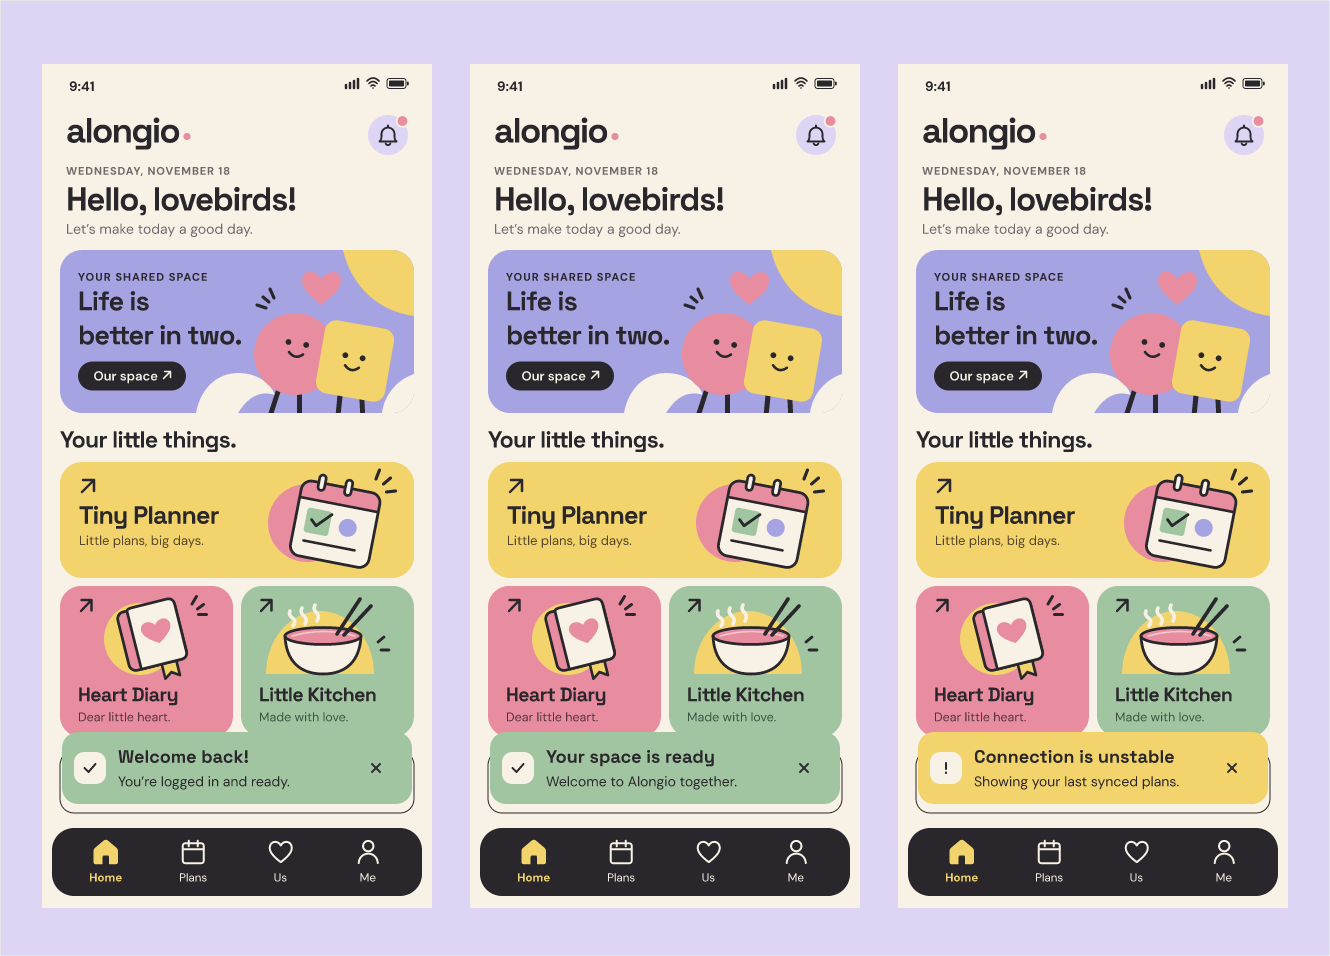 9:41
alongio.
WEDNESDAY, NOVEMBER 18
Hello, lovebirds!
Let's make today a good day.
YOUR SHARED SPACE
Life is
better in two.
Our space
Your little things.
Tiny Planner
Little plans, big days.
Heart Diary
Dear little heart.
Little Kitchen
Made with love.
Welcome back!
You're logged in and ready.
Home
Plans
Us
Me
9:41
alongio.
WEDNESDAY, NOVEMBER 18
Hello, lovebirds!
Let's make today a good day.
YOUR SHARED SPACE
Life is
better in two.
Our space
Your little things.
Tiny Planner
Little plans, big days.
Heart Diary
Dear little heart.
Little Kitchen
Made with love.
Your space is ready
Welcome to Alongio together.
Home
Plans
Us
Me
9:41
alongio.
WEDNESDAY, NOVEMBER 18
Hello, lovebirds!
Let's make today a good day.
YOUR SHARED SPACE
Life is
better in two.
Our space
Your little things.
Tiny Planner
Little plans, big days.
Heart Diary
Dear little heart.
Little Kitchen
Made with love.
!
Connection is unstable
Showing your last synced plans.
Home
Plans
Us
Me